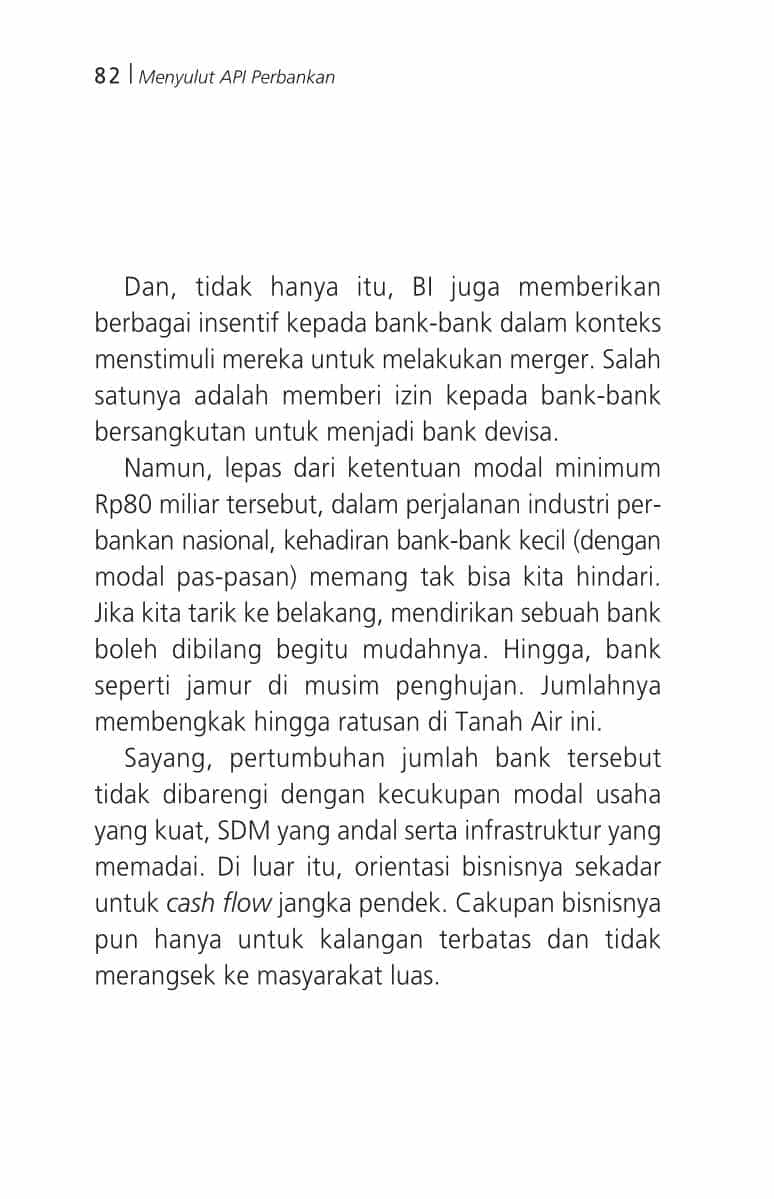 82 | Menyulut API Perbankan
Dan, tidak hanya itu, BI juga memberikan
berbagai insentif kepada bank-bank dalam konteks
menstimuli mereka untuk melakukan merger. Salah
satunya adalah memberi izin kepada bank-bank
bersangkutan untuk menjadi bank devisa.
Namun, lepas dari ketentuan modal minimum
Rp80 miliar tersebut, dalam perjalanan industri per-
bankan nasional, kehadiran bank-bank kecil (dengan
modal pas-pasan) memang tak bisa kita hindari.
Jika kita tarik ke belakang, mendirikan sebuah bank
boleh dibilang begitu mudahnya. Hingga, bank
seperti jamur di musim penghujan. Jumlahnya
membengkak hingga ratusan di Tanah Air ini.
Sayang, pertumbuhan jumlah bank tersebut
tidak dibarengi dengan kecukupan modal usaha
yang kuat, SDM yang andal serta infrastruktur yang
memadai. Di luar itu, orientasi bisnisnya sekadar
untuk cash flow jangka pendek. Cakupan bisnisnya
pun hanya untuk kalangan terbatas dan tidak
merangsek ke masyarakat luas.